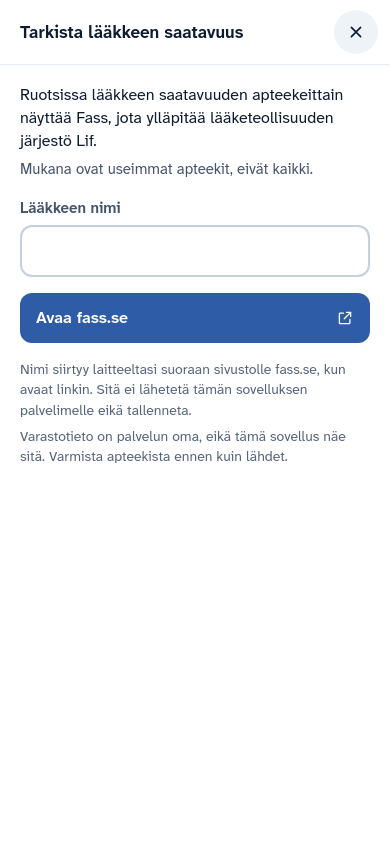 Tarkista lääkkeen saatavuus
Ruotsissa lääkkeen saatavuuden apteekeittain
näyttää Fass, jota ylläpitää lääketeollisuuden
järjestö Lif.
Mukana ovat useimmat apteekit, eivät kaikki.
Lääkkeen nimi
Avaa fass.se
Nimi siirtyy laitteeltasi suoraan sivustolle fass.se, kun
avaat linkin. Sitä ei lähetetä tämän sovelluksen
palvelimelle eikä tallenneta.
Varastotieto on palvelun oma, eikä tämä sovellus näe
sitä. Varmista apteekista ennen kuin lähdet.